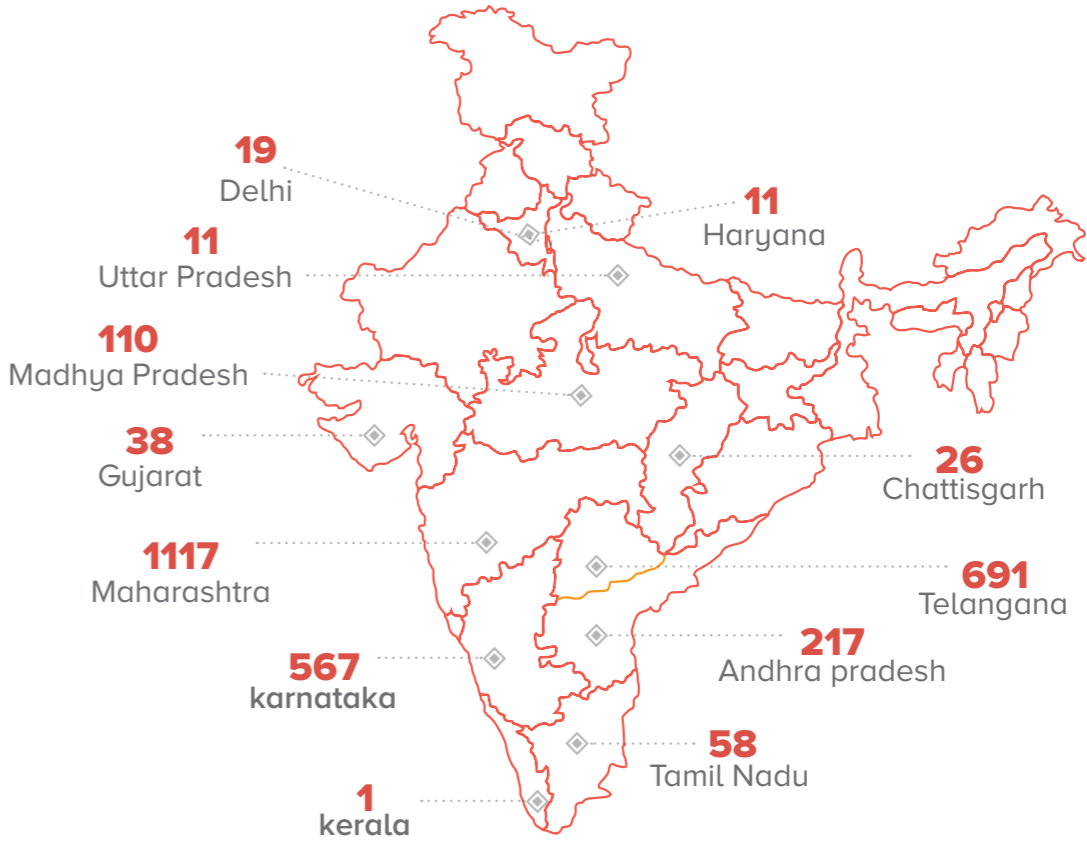 19
Delhi
11
Haryana
11
Uttar Pradesh
110
Madhya Pradesh
38
Gujarat
26
Chattisgarh
1117
Maharashtra
691
Telangana
217
Andhra pradesh
567
karnataka
58
Tamil Nadu
1
kerala